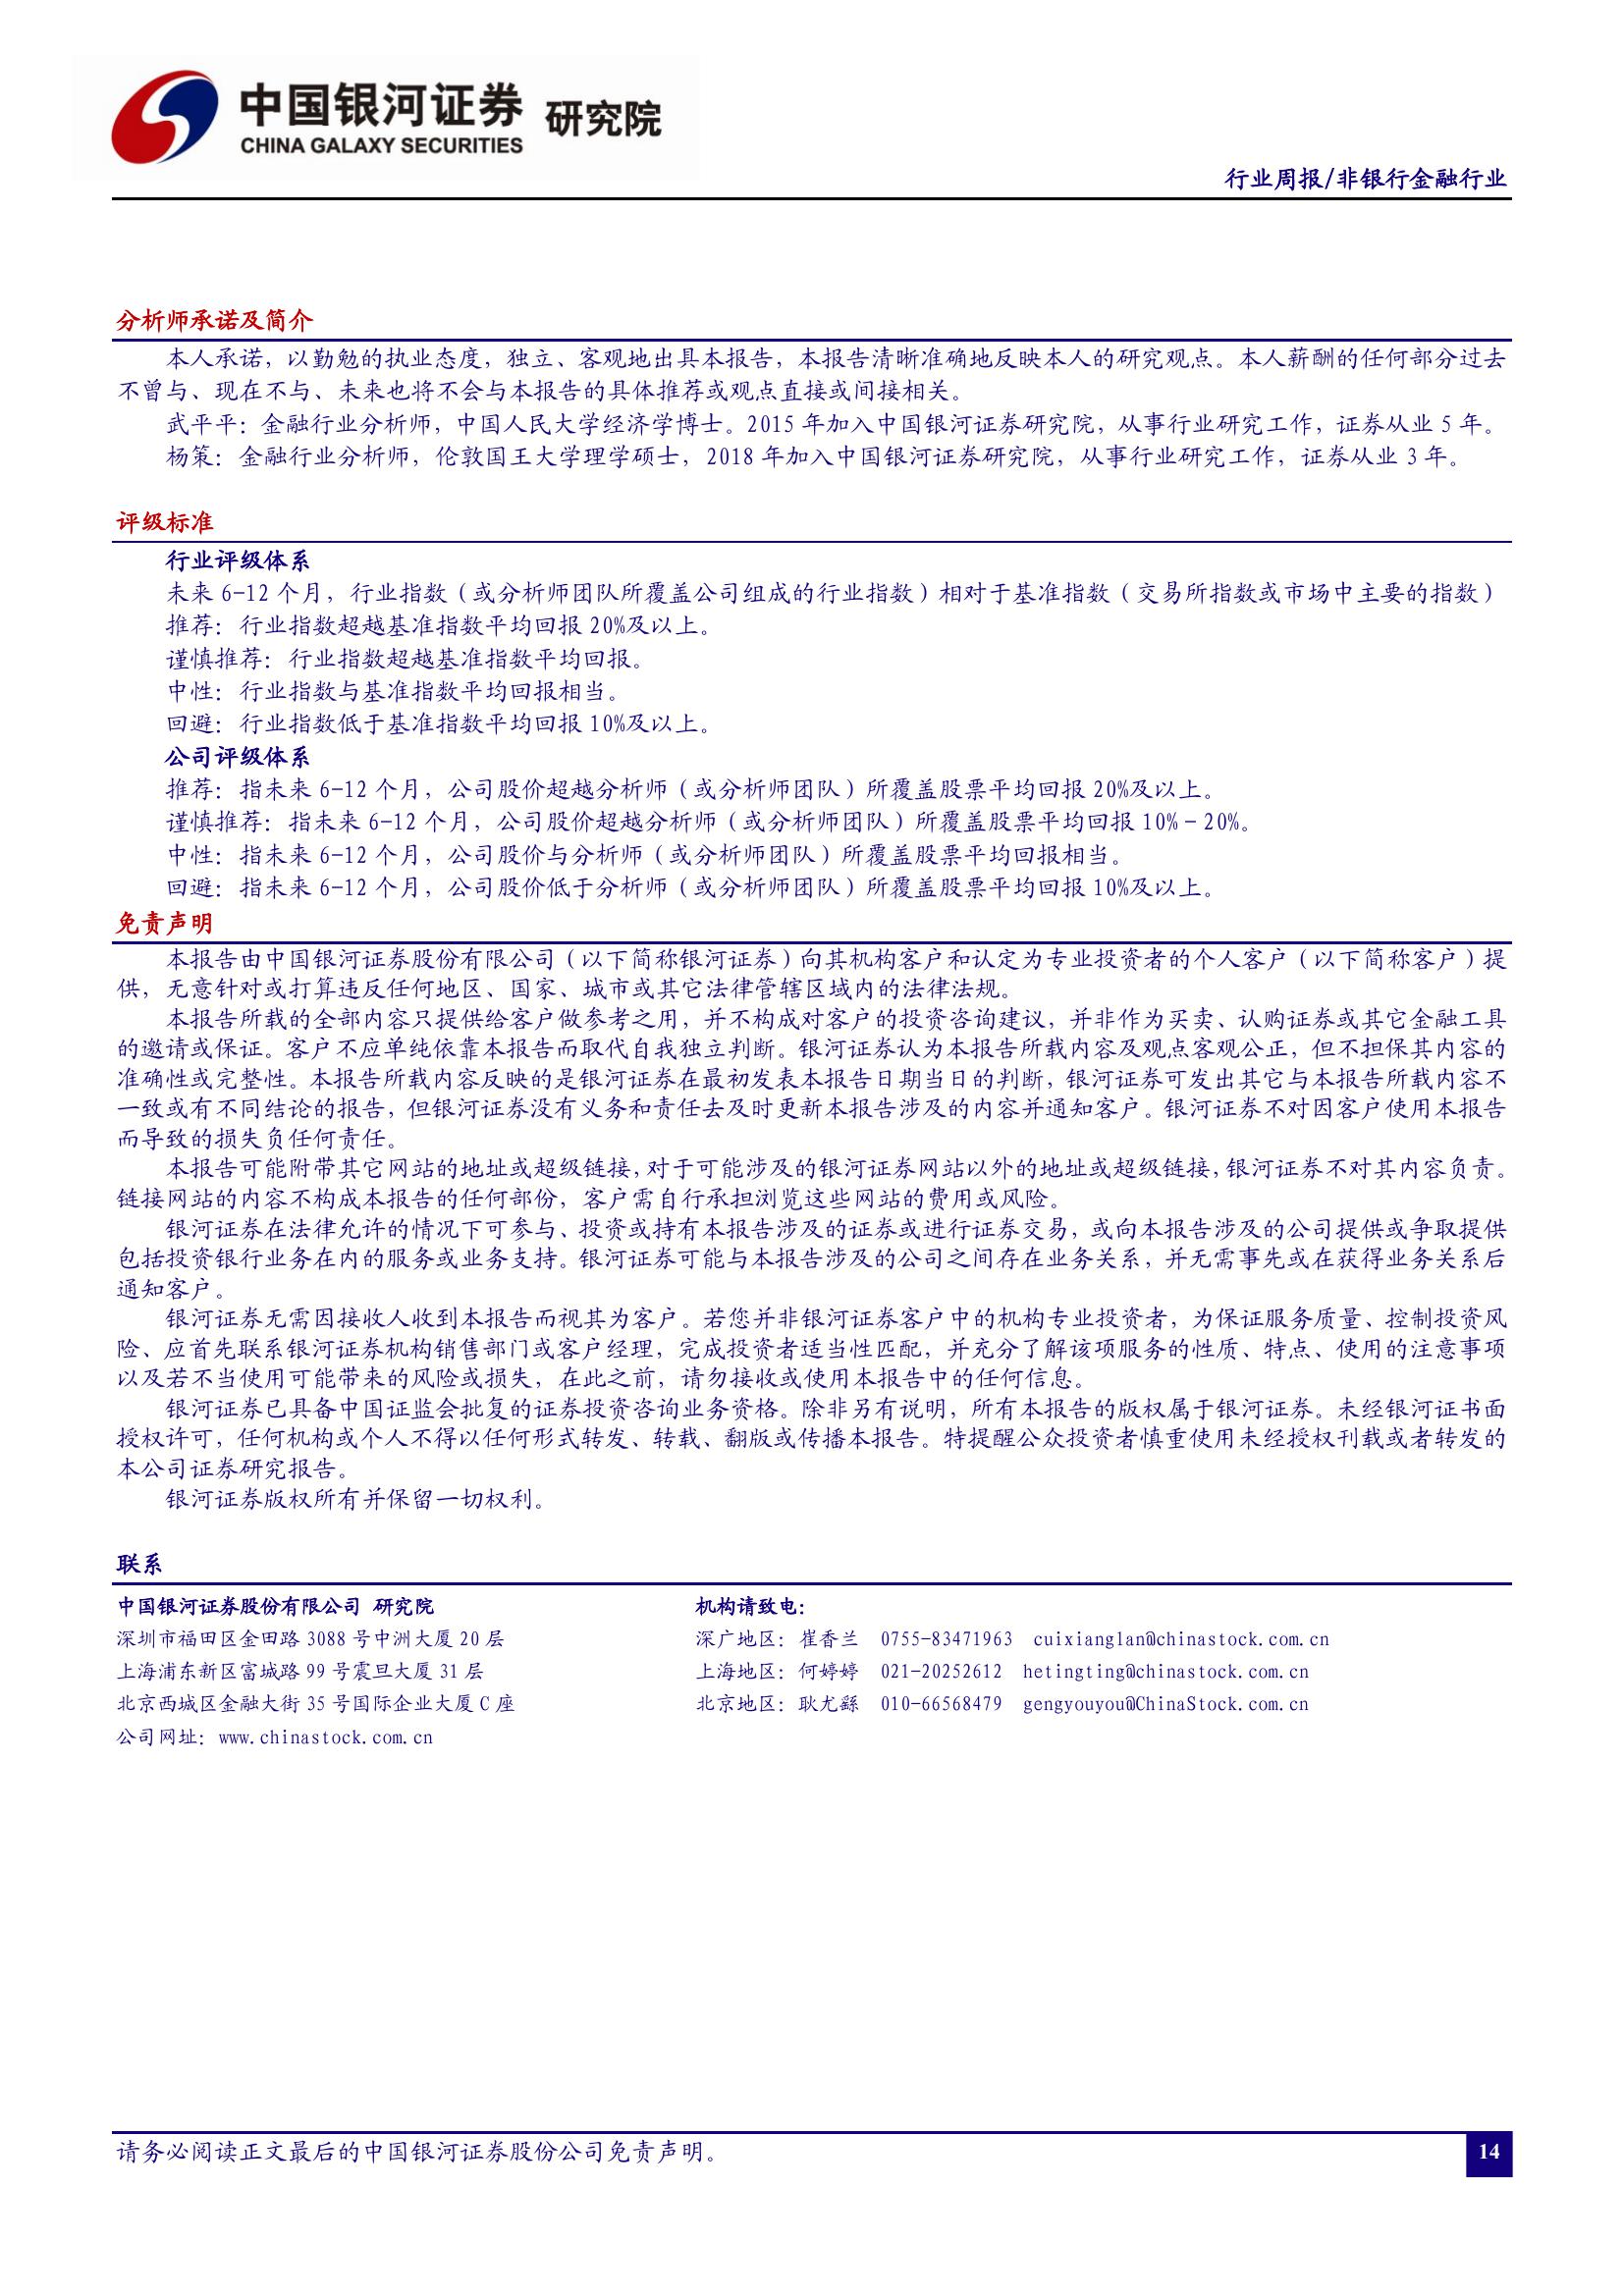 中国银河证券 研究院
CHINA GALAXY SECURITIES
行业周报/非银行金融行业
分析师承诺及简介
本人承诺，以勤勉的执业态度，独立、客观地出具本报告，本报告清晰准确地反映本人的研究观点。本人薪酬的任何部分过去
不曾与、现在不与、未来也将不会与本报告的具体推荐或观点直接或间接相关。
武平平：金融行业分析师，中国人民大学经济学博士。2015 年加入中国银河证券研究院，从事行业研究工作，证券从业 5 年。
杨策：金融行业分析师，伦敦国王大学理学硕士，2018 年加入中国银河证券研究院，从事行业研究工作，证券从业 3 年。
评级标准
行业评级体系
未来 6-12 个月，行业指数（或分析师团队所覆盖公司组成的行业指数）相对于基准指数（交易所指数或市场中主要的指数）
推荐：行业指数超越基准指数平均回报 20%及以上。
谨慎推荐：行业指数超越基准指数平均回报。
中性：行业指数与基准指数平均回报相当。
回避：行业指数低于基准指数平均回报 10%及以上。
公司评级体系
推荐：指未来 6-12 个月，公司股价超越分析师（或分析师团队）所覆盖股票平均回报 20%及以上。
谨慎推荐：指未来 6-12 个月，公司股价超越分析师（或分析师团队）所覆盖股票平均回报 10%－20%。
中性：指未来 6-12 个月，公司股价与分析师（或分析师团队）所覆盖股票平均回报相当。
回避：指未来 6-12 个月，公司股价低于分析师（或分析师团队）所覆盖股票平均回报 10%及以上。
免责声明
本报告由中国银河证券股份有限公司（以下简称银河证券）向其机构客户和认定为专业投资者的个人客户（以下简称客户）提
供，无意针对或打算违反任何地区、国家、城市或其它法律管辖区域内的法律法规。
本报告所载的全部内容只提供给客户做参考之用，并不构成对客户的投资咨询建议，并非作为买卖、认购证券或其它金融工具
的邀请或保证。客户不应单纯依靠本报告而取代自我独立判断。银河证券认为本报告所载内容及观点客观公正，但不担保其内容的
准确性或完整性。本报告所载内容反映的是银河证券在最初发表本报告日期当日的判断，银河证券可发出其它与本报告所载内容不
一致或有不同结论的报告，但银河证券没有义务和责任去及时更新本报告涉及的内容并通知客户。银河证券不对因客户使用本报告
而导致的损失负任何责任。
本报告可能附带其它网站的地址或超级链接，对于可能涉及的银河证券网站以外的地址或超级链接，银河证券不对其内容负责。
链接网站的内容不构成本报告的任何部份，客户需自行承担浏览这些网站的费用或风险。
银河证券在法律允许的情况下可参与、投资或持有本报告涉及的证券或进行证券交易，或向本报告涉及的公司提供或争取提供
包括投资银行业务在内的服务或业务支持。银河证券可能与本报告涉及的公司之间存在业务关系，并无需事先或在获得业务关系后
通知客户。
银河证券无需因接收人收到本报告而视其为客户。若您并非银河证券客户中的机构专业投资者，为保证服务质量、控制投资风
险、应首先联系银河证券机构销售部门或客户经理，完成投资者适当性匹配，并充分了解该项服务的性质、特点、使用的注意事项
以及若不当使用可能带来的风险或损失，在此之前，请勿接收或使用本报告中的任何信息。
银河证券已具备中国证监会批复的证券投资咨询业务资格。除非另有说明，所有本报告的版权属于银河证券。未经银河证书面
授权许可，任何机构或个人不得以任何形式转发、转载、翻版或传播本报告。特提醒公众投资者慎重使用未经授权刊载或者转发的
本公司证券研究报告。
银河证券版权所有并保留一切权利。
联系
中国银河证券股份有限公司 研究院
机构请致电：
深圳市福田区金田路 3088 号中洲大厦 20 层
深广地区：崔香兰 0755-83471963 cuixianglan@chinastock.com.cn
上海浦东新区富城路 99 号震旦大厦 31 层
上海地区：何婷婷 021-20252612 hetingting@chinastock.com.cn
北京西城区金融大街 35 号国际企业大厦 C 座
北京地区：耿尤繇 010-66568479 gengyouyou@ChinaStock.com.cn
公司网址：www.chinastock.com.cn
请务必阅读正文最后的中国银河证券股份公司免责声明。
14